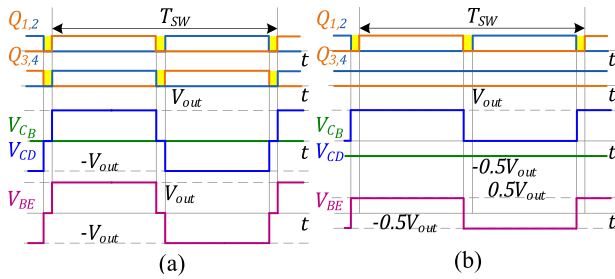 Q1,2 TSW
t
Q3,4
t
Vout
VCB
t
VCD
-Vout
VBE
Vout
-Vout
t
(a)
Q1,2 TSW
t
Q3,4
t
Vout
VCB
t
VCD
-0.5Vout
0.5Vout
VBE
-0.5Vout
t
(b)